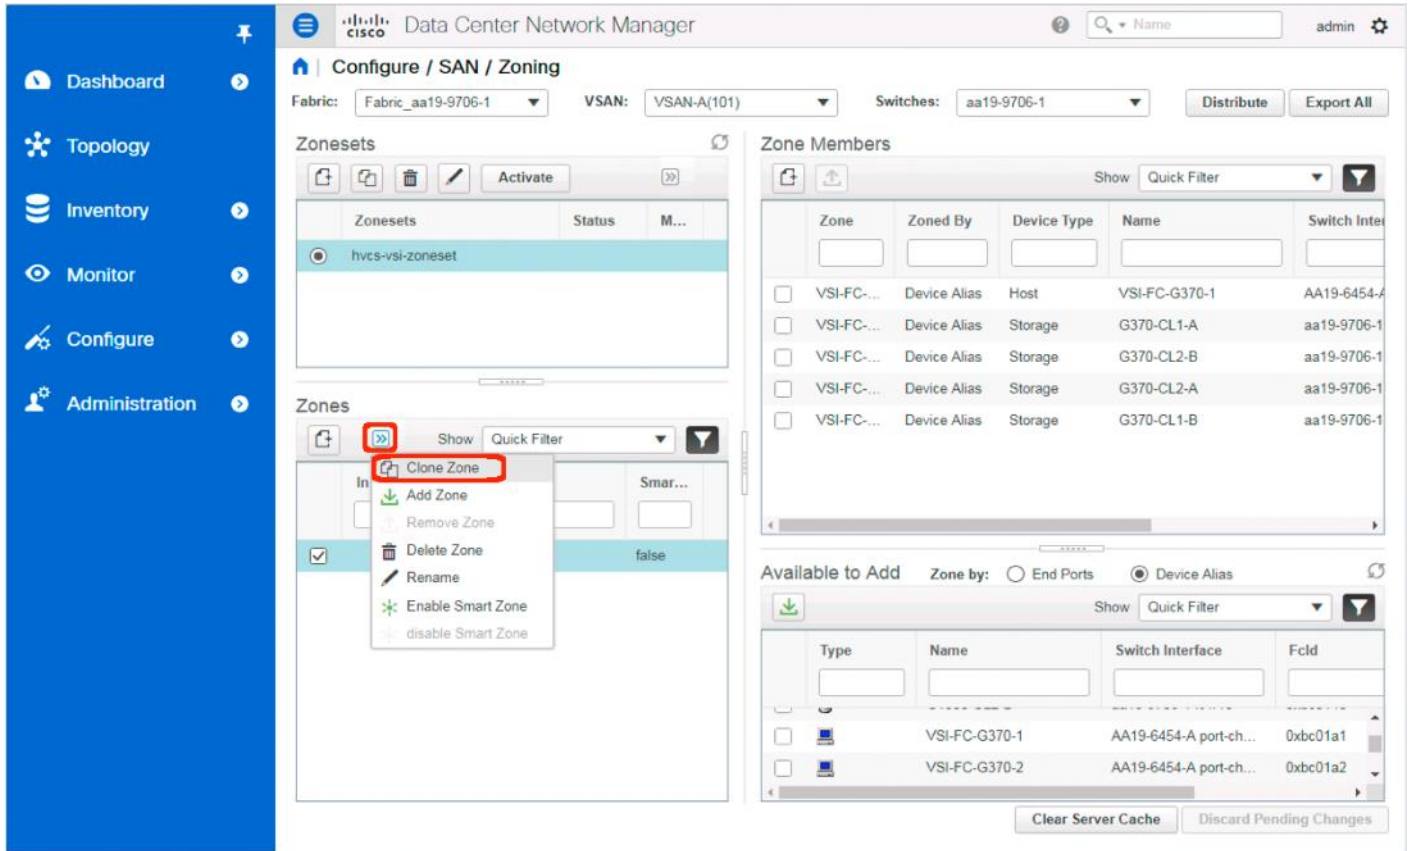 cisco Data Center Network Manager
Name
admin
Dashboard
Topology
Inventory
Monitor
Configure
Administration
Configure / SAN / Zoning
Fabric: Fabric_aa19-9706-1 VSAN: VSAN-A(101) Switches: aa19-9706-1 Distribute Export All
Zonesets
Activate
Zonesets Status M...
hvcs-vsi-zoneset
Zones
Show Quick Filter
In Smar...
false
Clone Zone
Add Zone
Remove Zone
Delete Zone
Rename
Enable Smart Zone
disable Smart Zone
Zone Members
Show Quick Filter
Zone Zoned By Device Type Name Switch Inter
VSI-FC-... Device Alias Host VSI-FC-G370-1 AA19-6454-A
VSI-FC-... Device Alias Storage G370-CL1-A aa19-9706-1
VSI-FC-... Device Alias Storage G370-CL2-B aa19-9706-1
VSI-FC-... Device Alias Storage G370-CL2-A aa19-9706-1
VSI-FC-... Device Alias Storage G370-CL1-B aa19-9706-1
Available to Add Zone by: End Ports Device Alias
Show Quick Filter
Type Name Switch Interface FcId
VSI-FC-G370-1 AA19-6454-A port-ch... 0xbc01a1
VSI-FC-G370-2 AA19-6454-A port-ch... 0xbc01a2
Clear Server Cache Discard Pending Changes